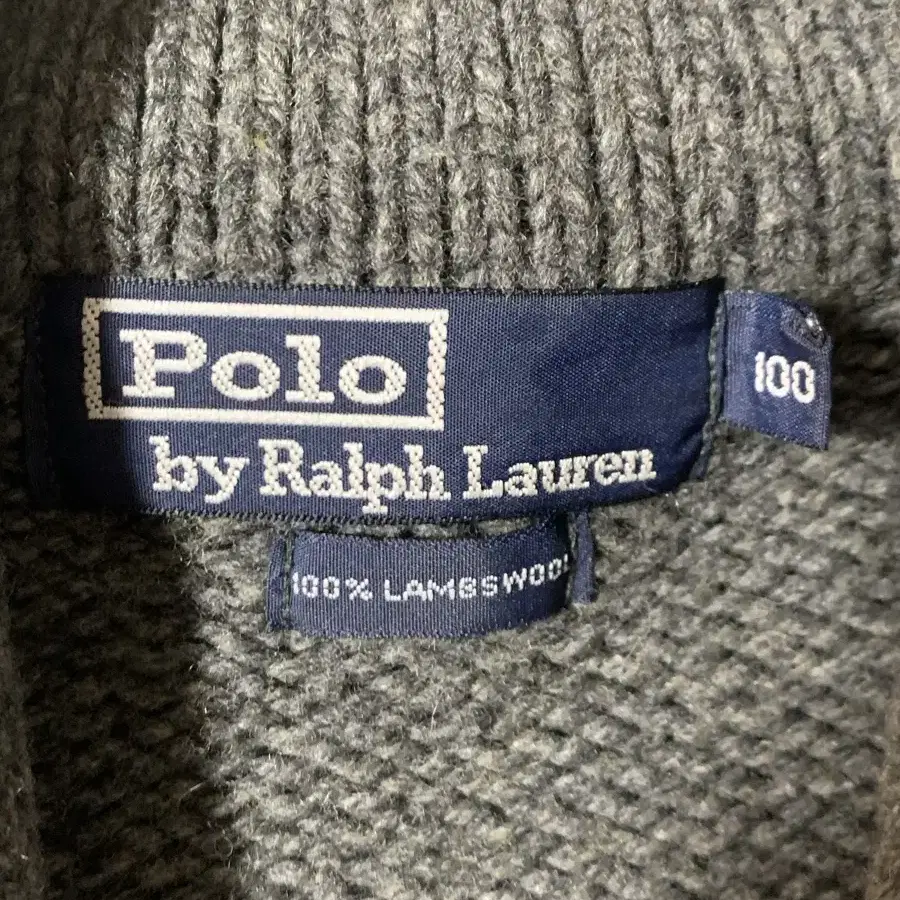 Polo
by Ralph Lauren
100
100% LAMBSWOOL